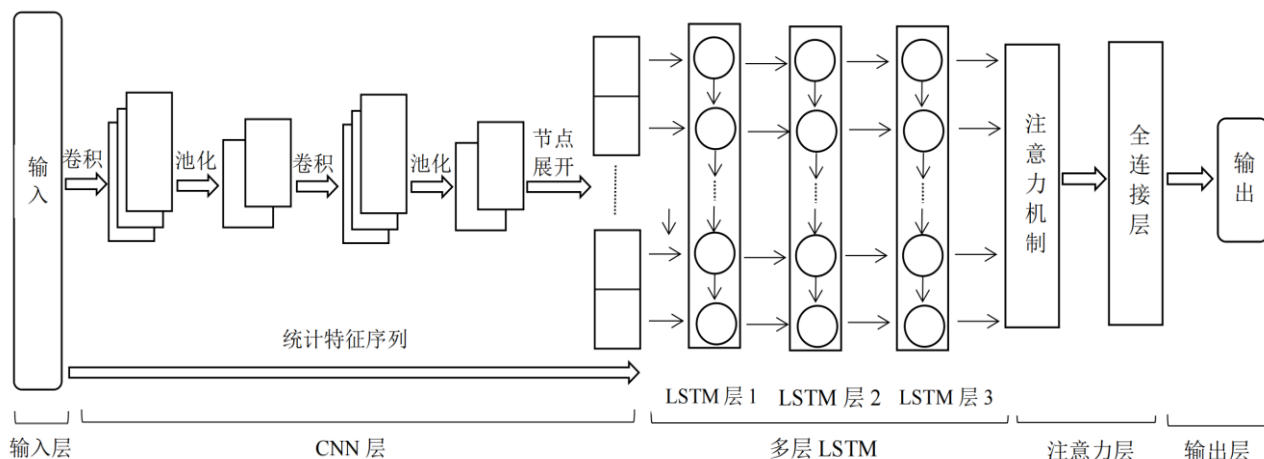 输入
卷积
池化
卷积
池化
节点
展开
统计特征序列
LSTM 层 1
LSTM 层 2
LSTM 层 3
注意力机制
全连接层
输出
输入层
CNN 层
多层 LSTM
注意力层
输出层